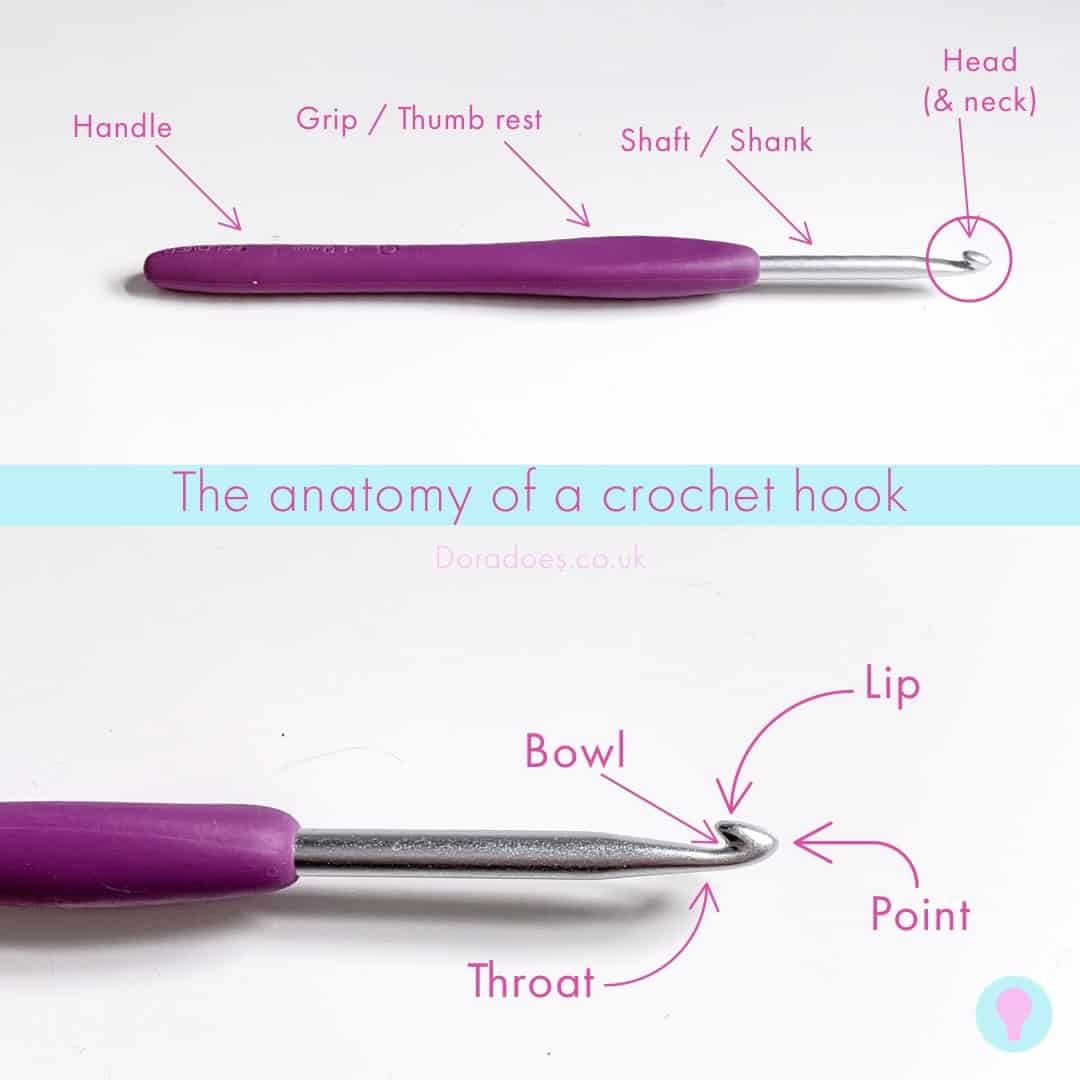 Head
(& neck)
Handle
Grip / Thumb rest
Shaft / Shank
The anatomy of a crochet hook
Doradoes.co.uk
Lip
Bowl
Point
Throat